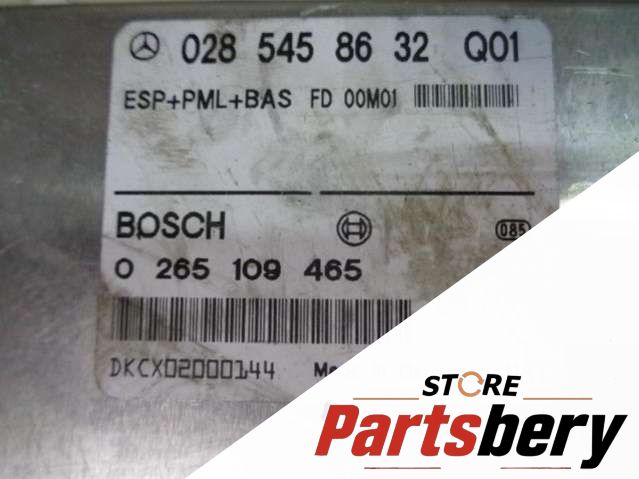 028 545 86 32 Q01
ESP+PML+BAS FD 00M01
BOSCH
085
0 265 109 465
DKCX02000144
STORE
Partsbery